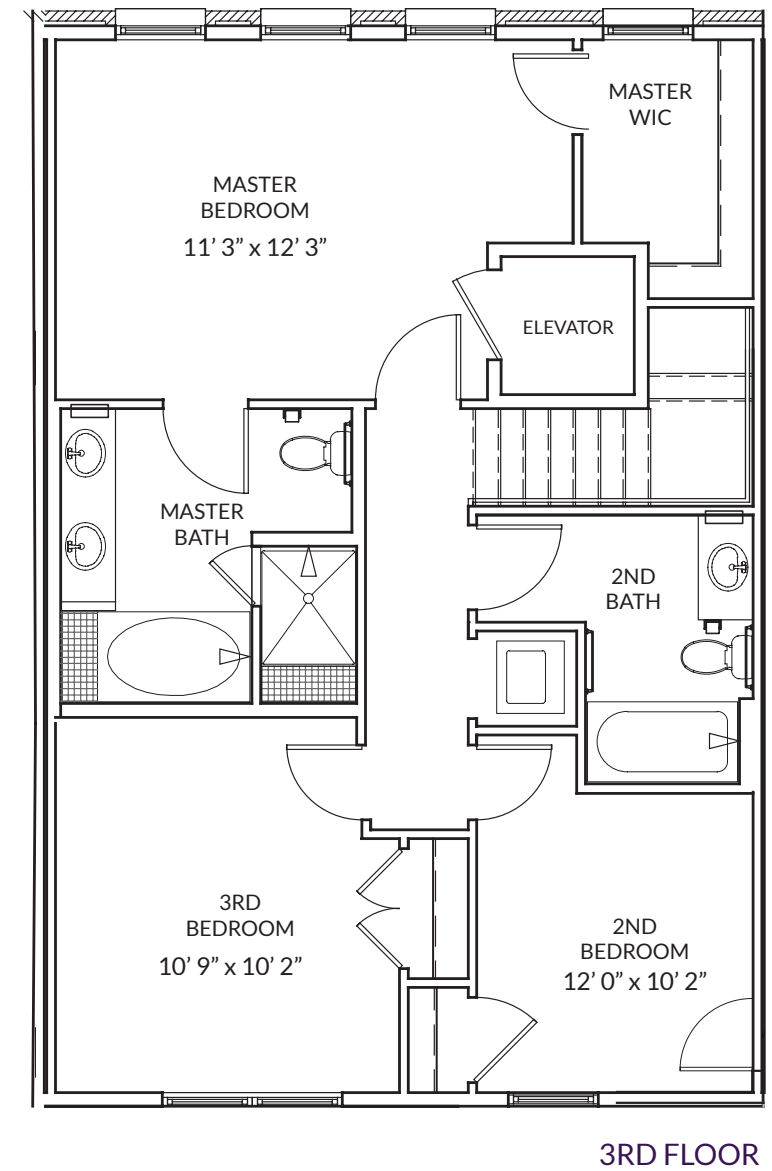 MASTER
WIC
MASTER
BEDROOM
11’ 3” x 12’ 3”
ELEVATOR
MASTER
BATH
2ND
BATH
3RD
BEDROOM
10’ 9” x 10’ 2”
2ND
BEDROOM
12’ 0” x 10’ 2”
3RD FLOOR